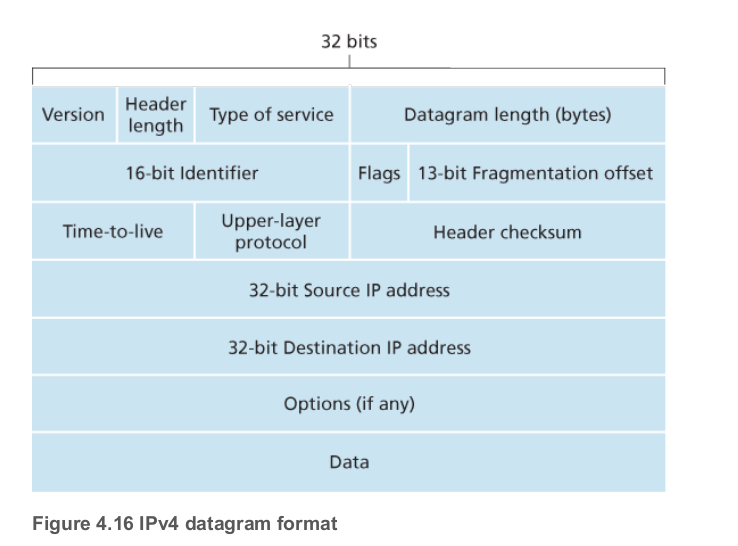 32 bits
Version
Header
length
Type of service
Datagram length (bytes)
16-bit Identifier
Flags
13-bit Fragmentation offset
Time-to-live
Upper-layer
protocol
Header checksum
32-bit Source IP address
32-bit Destination IP address
Options (if any)
Data
Figure 4.16 IPv4 datagram format